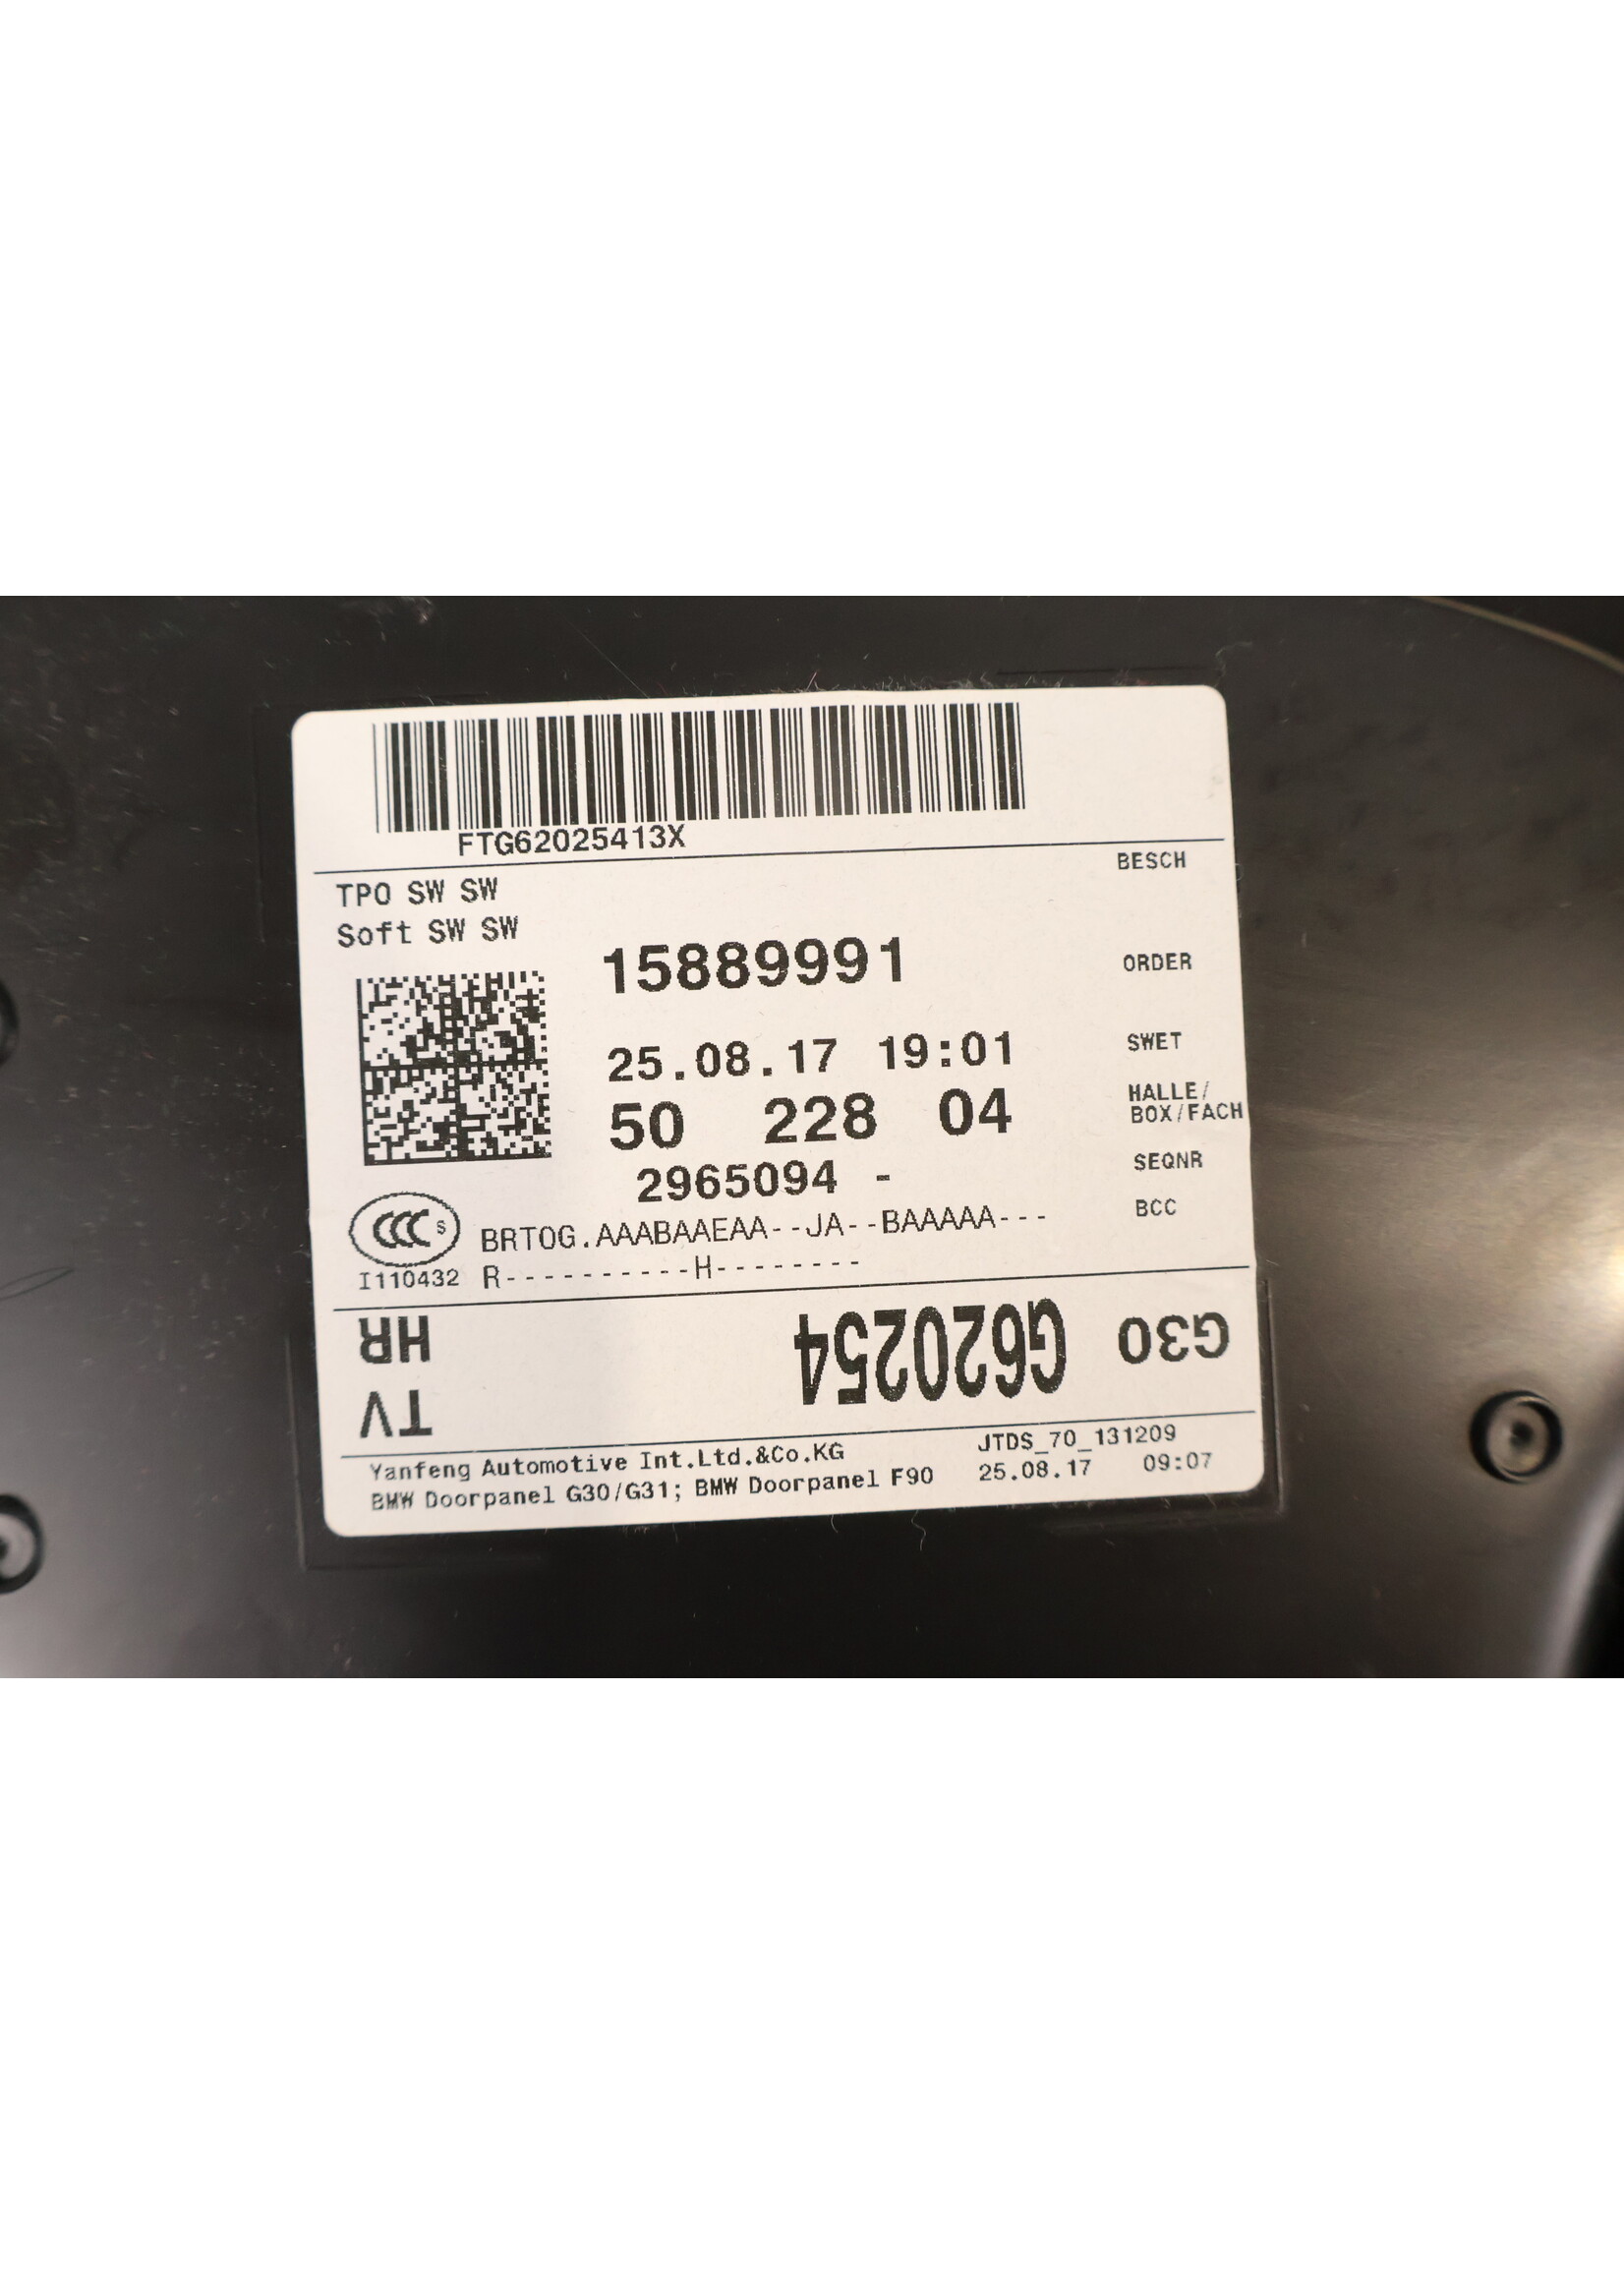 FTG62025413X
BESCH
TPO SW SW
Soft SW SW
15889991
ORDER
25.08.17 19:01
SWET
50 228 04
HALLE/
BOX/FACH
2965094 -
SEQNR
CCC S
BRTOG.AAABAAEAA--JA--BAAAAA---
BCC
I110432
R----------H--------
G30 G620254 HR
TV
Yanfeng Automotive Int.Ltd.&Co.KG
JTDS_70_131209
BMW Doorpanel G30/G31; BMW Doorpanel F90
25.08.17 09:07